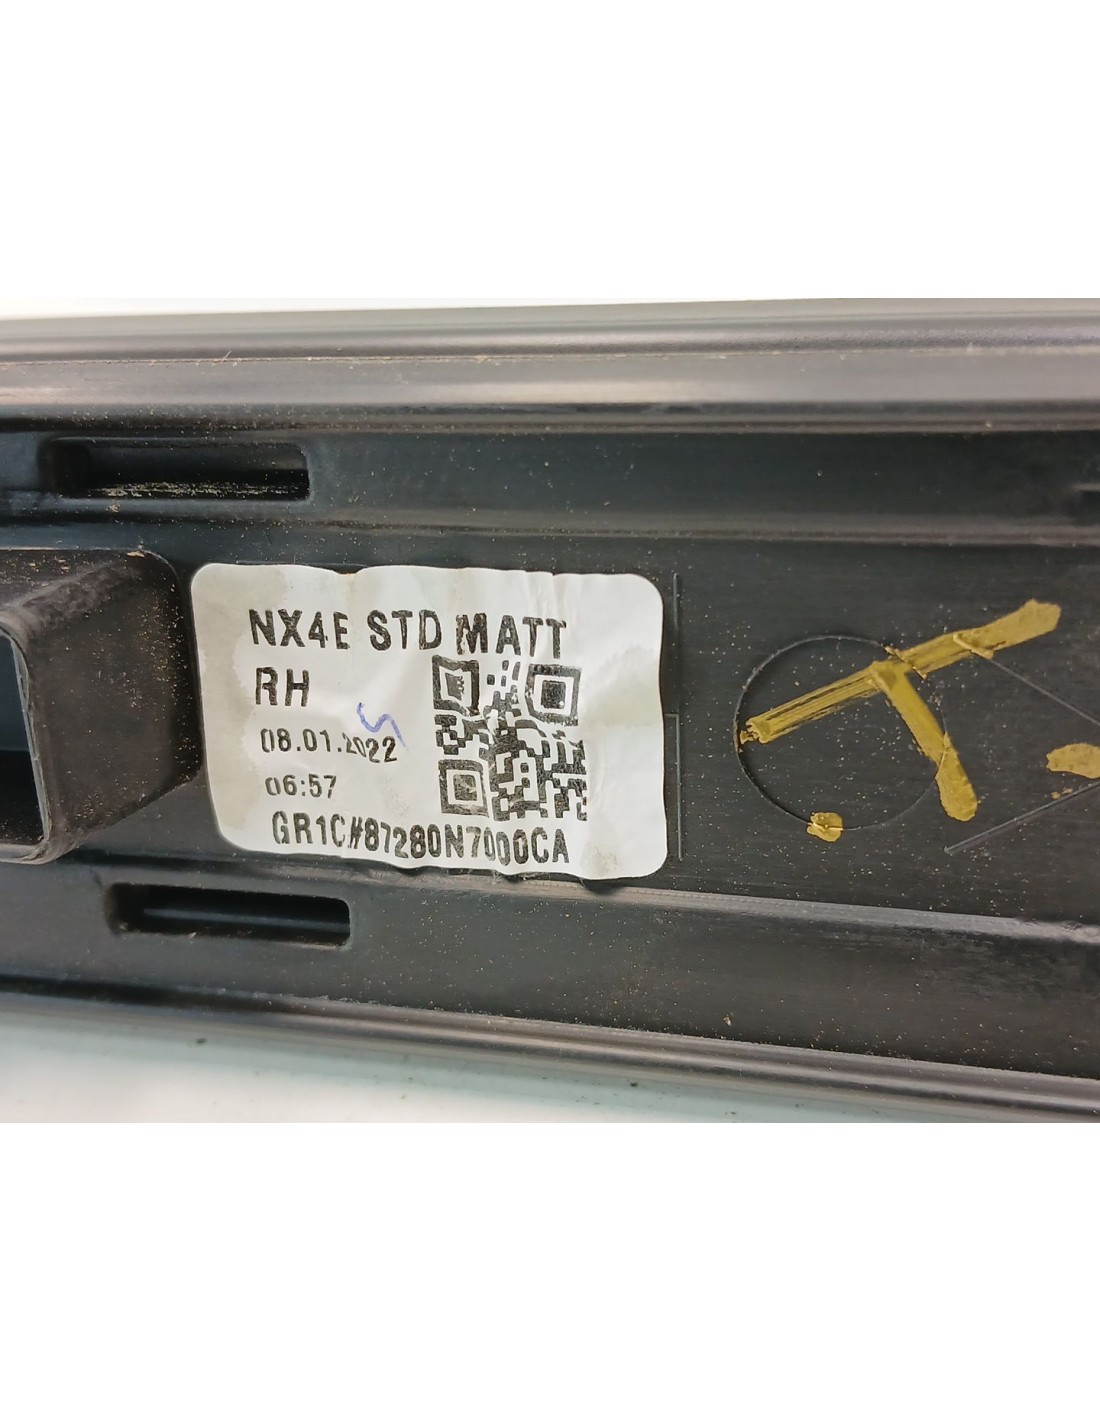 NX4E STD MATT
RH
08.01.2022
06:57
GR1C#87280N7000CA